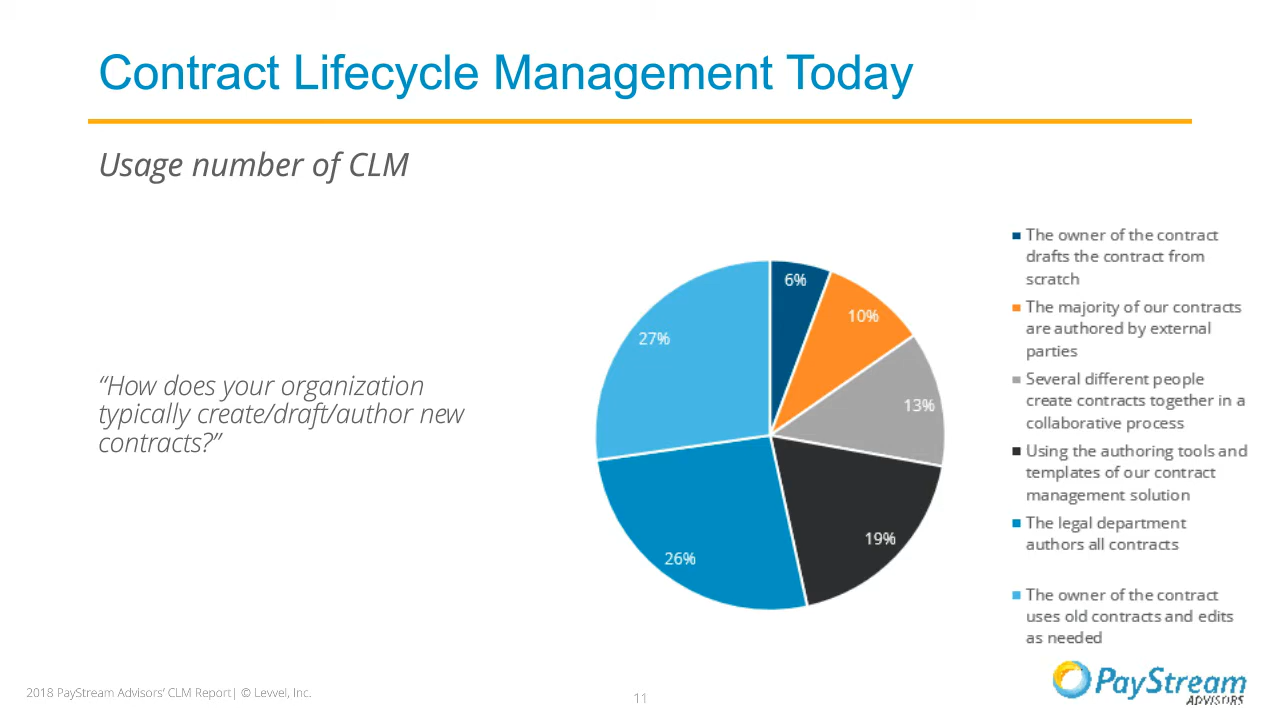 Contract Lifecycle Management Today
Usage number of CLM
“How does your organization
typically create/draft/author new
contracts?”
6%
10%
13%
19%
26%
27%
The owner of the contract
drafts the contract from
scratch
The majority of our contracts
are authored by external
parties
Several different people
create contracts together in a
collaborative process
Using the authoring tools and
templates of our contract
management solution
The legal department
authors all contracts
The owner of the contract
uses old contracts and edits
as needed
2018 PayStream Advisors’ CLM Report| © Levvel, Inc.
11
PayStream
ADVISORS